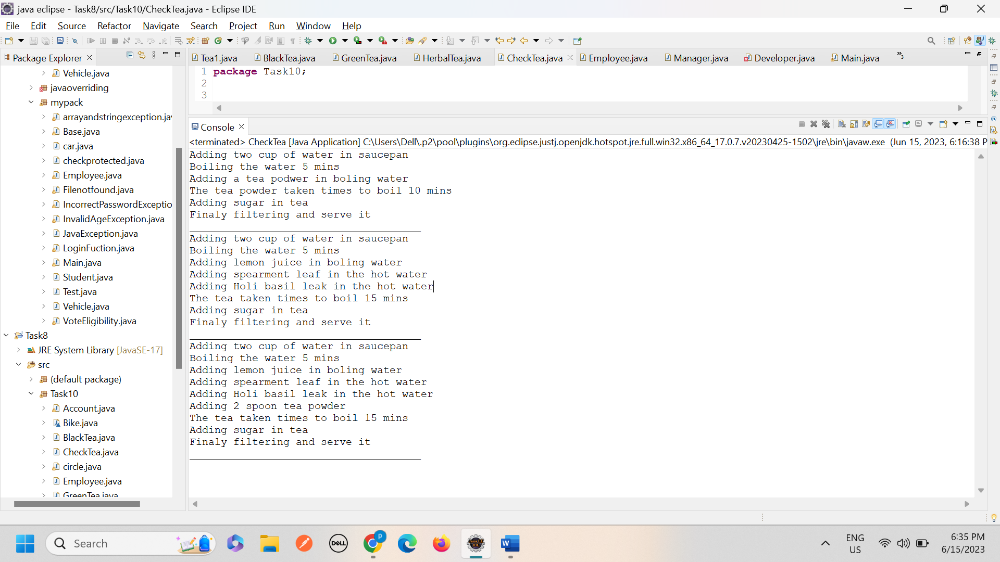 java eclipse - Task8/src/Task10/CheckTea.java - Eclipse IDE
File Edit Source Refactor Navigate Search Project Run Window Help
Package Explorer
Vehicle.java
javaoverriding
mypack
arrayandstringexception.jav
Base.java
car.java
checkprotected.java
Employee.java
Filenotfound.java
IncorrectPasswordExceptio
InvalidAgeException.java
JavaException.java
LoginFuction.java
Main.java
Student.java
Test.java
Vehicle.java
VoteEligibility.java
Task8
JRE System Library [JavaSE-17]
src
(default package)
Task10
Account.java
Bike.java
BlackTea.java
CheckTea.java
circle.java
Employee.java
GreenTea.java
Tea1.java BlackTea.java GreenTea.java HerbalTea.java CheckTea.java Employee.java Manager.java Developer.java Main.java »3
1 package Task10;
2
3
Console
<terminated> CheckTea [Java Application] C:\Users\Dell\.p2\pool\plugins\org.eclipse.justj.openjdk.hotspot.jre.full.win32.x86_64_17.0.7.v20230425-1502\jre\bin\javaw.exe (Jun 15, 2023, 6:16:38 P
Adding two cup of water in saucepan
Boiling the water 5 mins
Adding a tea podwer in boling water
The tea powder taken times to boil 10 mins
Adding sugar in tea
Finaly filtering and serve it
_____________________________________
Adding two cup of water in saucepan
Boiling the water 5 mins
Adding lemon juice in boling water
Adding spearment leaf in the hot water
Adding Holi basil leak in the hot water
The tea taken times to boil 15 mins
Adding sugar in tea
Finaly filtering and serve it
_____________________________________
Adding two cup of water in saucepan
Boiling the water 5 mins
Adding lemon juice in boling water
Adding spearment leaf in the hot water
Adding Holi basil leak in the hot water
Adding 2 spoon tea powder
The tea taken times to boil 15 mins
Adding sugar in tea
Finaly filtering and serve it
_____________________________________
Search
DELL
P
Java EE
IDE
W
ENG
US
6:35 PM
6/15/2023